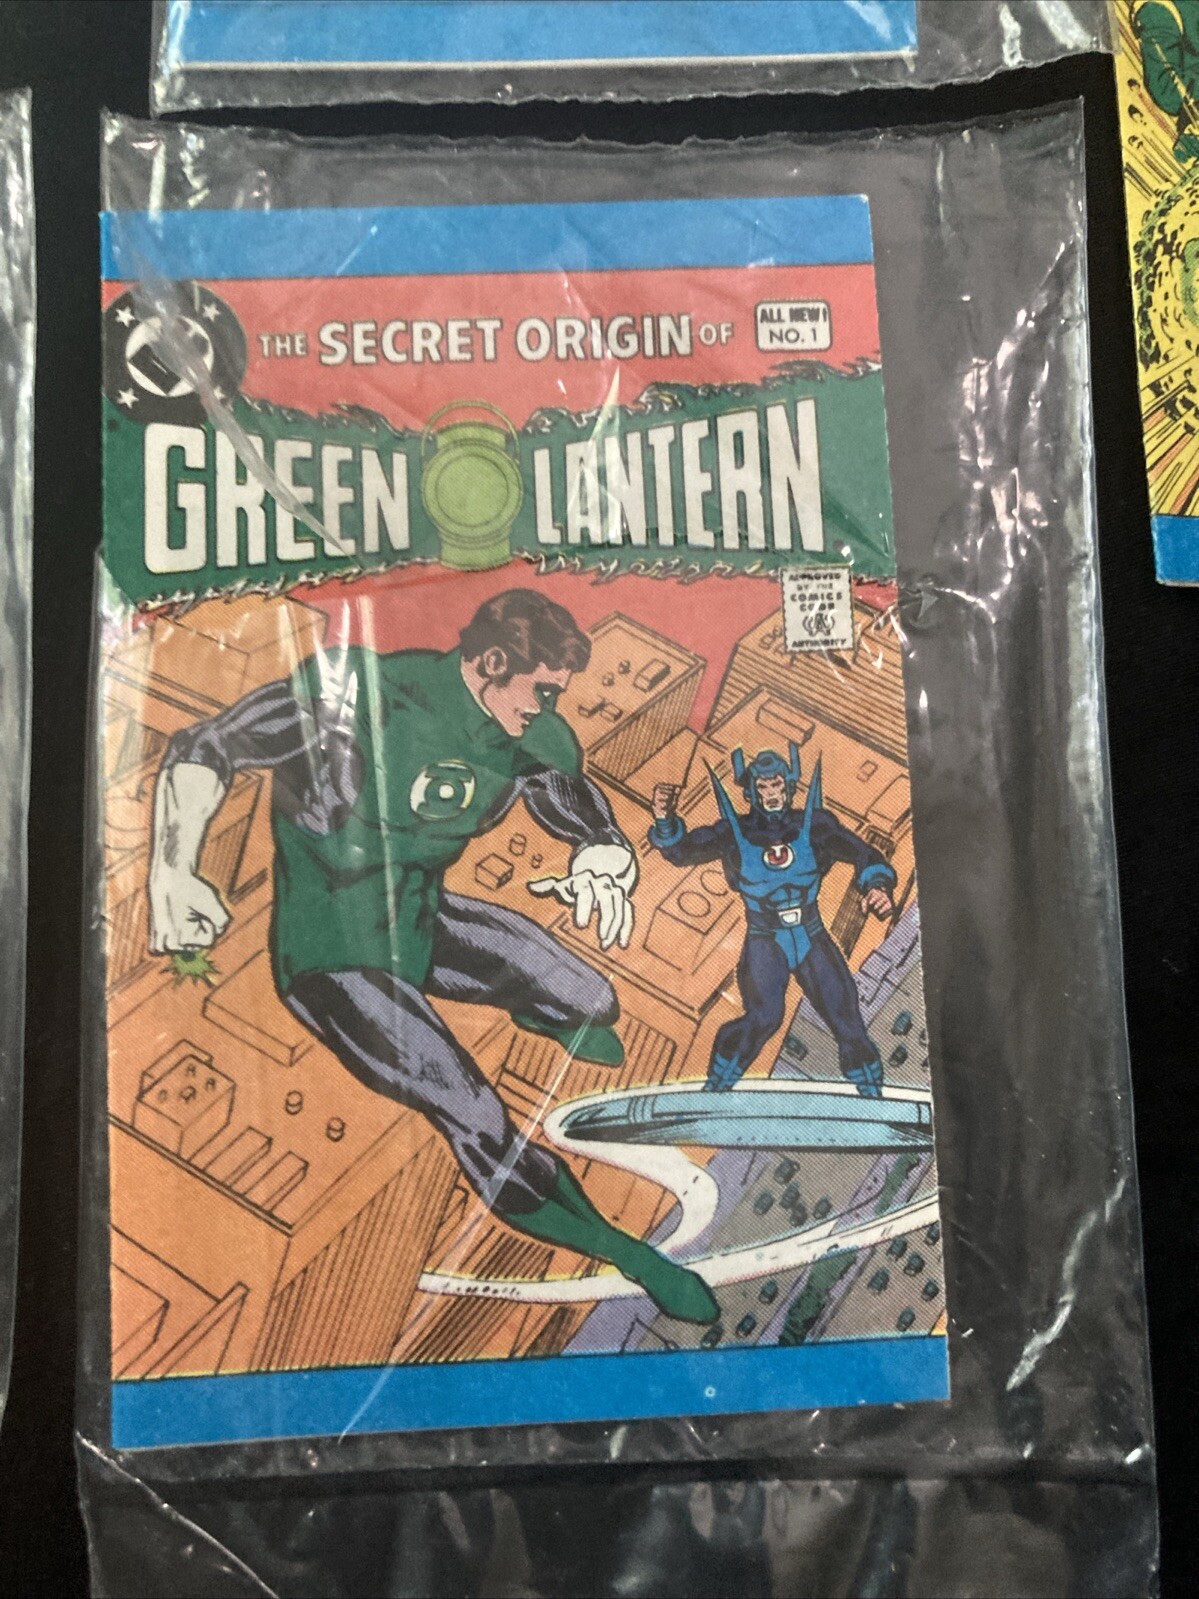 THE SECRET ORIGIN OF
ALL NEW!
NO. 1
GREEN LANTERN
APPROVED
BY THE
COMICS
CODE
AUTHORITY